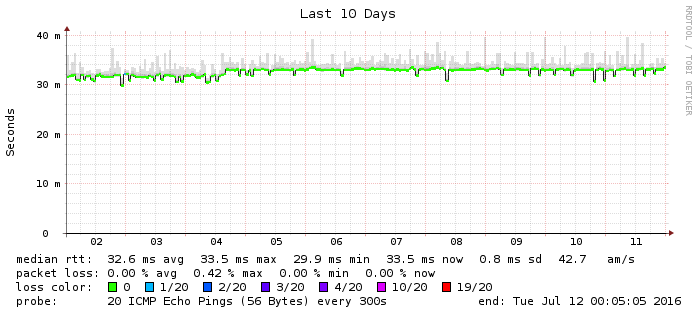 Last 10 Days
RRDTOOL / TOBI OETIKER
Seconds
40 m
30 m
20 m
10 m
0
02 03 04 05 06 07 08 09 10 11
median rtt: 32.6 ms avg 33.5 ms max 29.9 ms min 33.5 ms now 0.8 ms sd 42.7 am/s
packet loss: 0.00 % avg 0.42 % max 0.00 % min 0.00 % now
loss color: 0 1/20 2/20 3/20 4/20 10/20 19/20
probe: 20 ICMP Echo Pings (56 Bytes) every 300s end: Tue Jul 12 00:05:05 2016